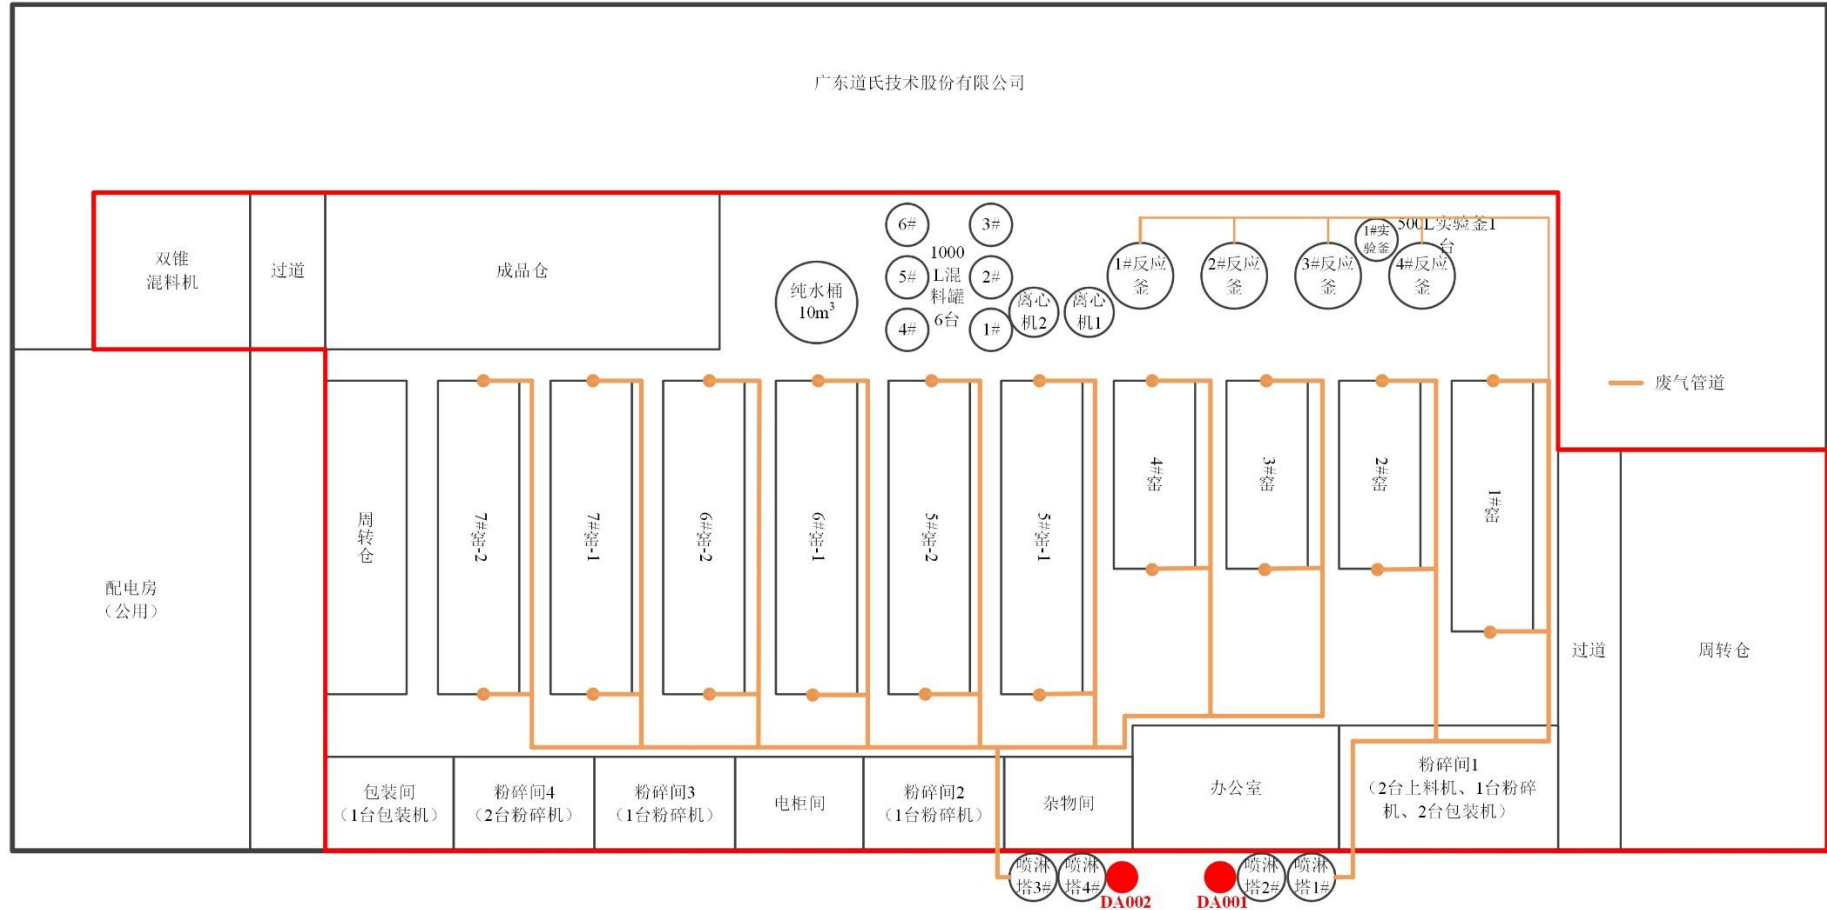 广东道氏技术股份有限公司
双锥
混料机
过道
成品仓
纯水桶
10m³
6#
5#
4#
1000
L混
料罐
6台
3#
2#
1#
离心
机2
离心
机1
1#反应
釜
2#反应
釜
3#反应
釜
1#实
验釜
500L实验釜1
台
4#反应
釜
废气管道
周转仓
7#窑-2
7#窑-1
6#窑-2
6#窑-1
5#窑-2
5#窑-1
4#窑
3#窑
2#窑
1#窑
配电房
（公用）
过道
周转仓
包装间
（1台包装机）
粉碎间4
（2台粉碎机）
粉碎间3
（1台粉碎机）
电柜间
粉碎间2
（1台粉碎机）
杂物间
办公室
粉碎间1
（2台上料机、1台粉碎
机、2台包装机）
喷淋
塔3#
喷淋
塔4#
DA002
DA001
喷淋
塔2#
喷淋
塔1#